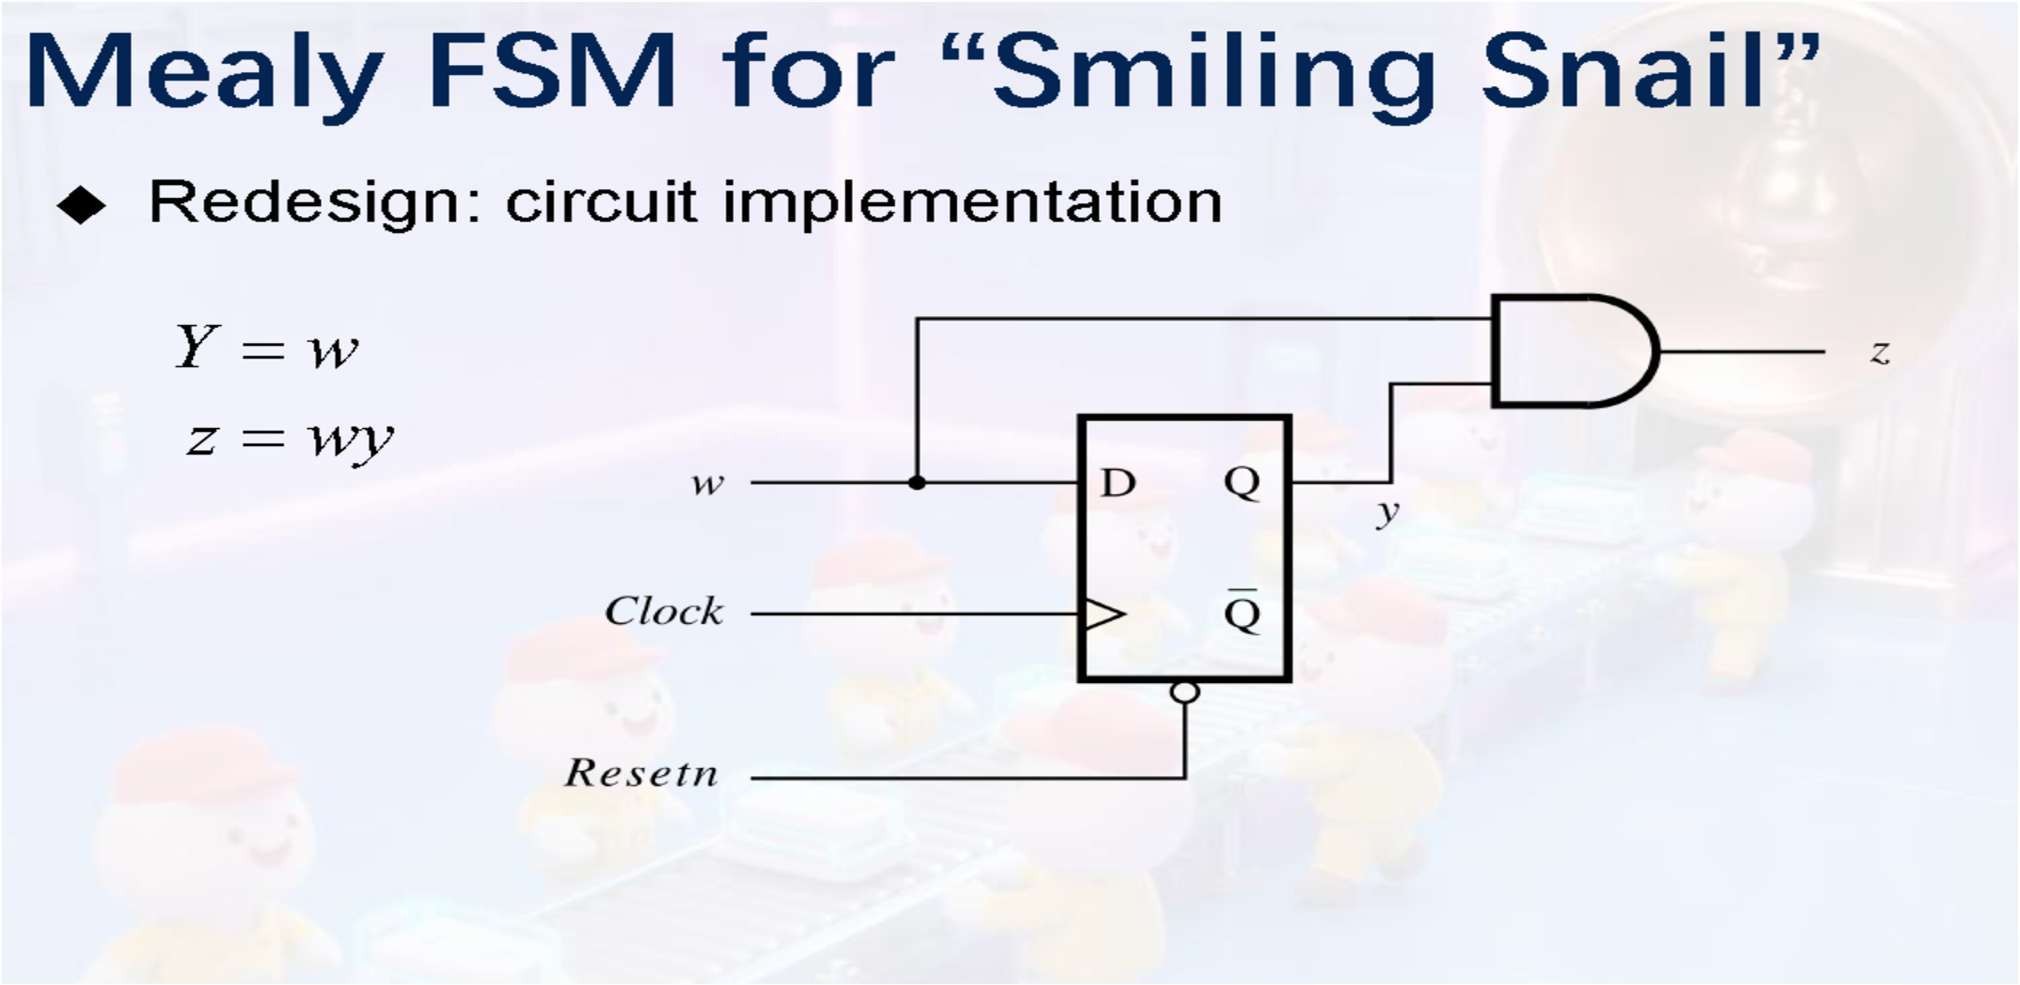 Mealy FSM for “Smiling Snail”
◆ Redesign: circuit implementation
Y = w
z = wy
z
w
D
Q
y
Clock
Q̅
Resetn